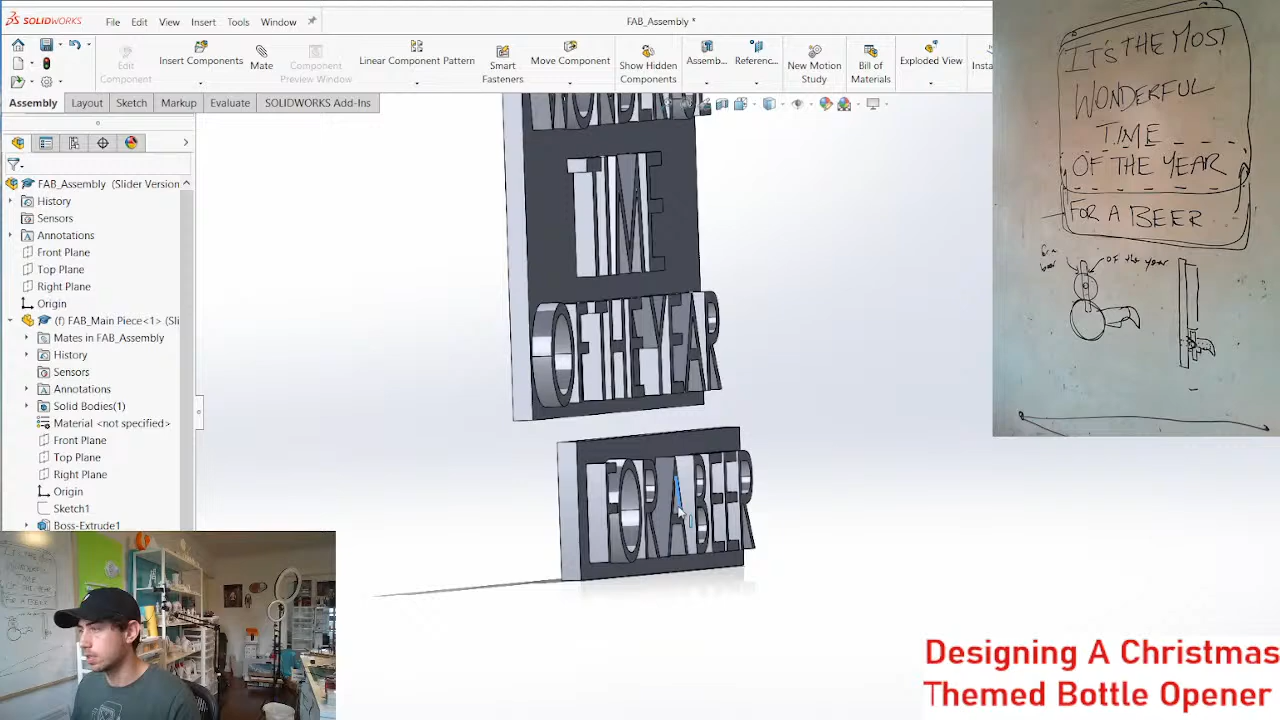 SOLIDWORKS
File Edit View Insert Tools Window
FAB_Assembly *
Edit Component
Insert Components
Mate
Component Preview Window
Linear Component Pattern
Smart Fasteners
Move Component
Show Hidden Components
Assemb...
Referenc...
New Motion Study
Bill of Materials
Exploded View
Insta
Assembly Layout Sketch Markup Evaluate SOLIDWORKS Add-Ins
FAB_Assembly (Slider Version
History
Sensors
Annotations
Front Plane
Top Plane
Right Plane
Origin
(f) FAB_Main Piece<1> (Sli
Mates in FAB_Assembly
History
Sensors
Annotations
Solid Bodies(1)
Material <not specified>
Front Plane
Top Plane
Right Plane
Origin
Sketch1
Boss-Extrude1
TIME
OF THE YEAR
FOR A BEER
IT'S THE MOST
WONDERFUL
TIME
OF THE YEAR
FOR A BEER
of the year
Designing A Christmas
Themed Bottle Opener